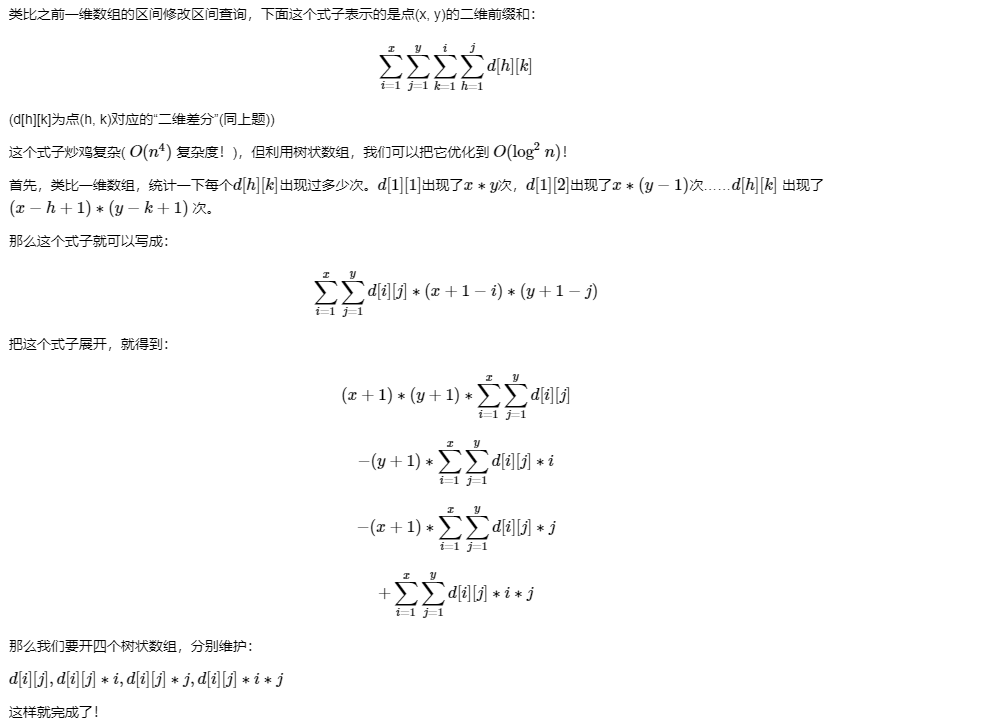 类比之前一维数组的区间修改区间查询，下面这个式子表示的是点(x, y)的二维前缀和：
$$\sum_{i=1}^{x}\sum_{j=1}^{y}\sum_{k=1}^{i}\sum_{h=1}^{j}d[h][k]$$
(d[h][k]为点(h, k)对应的“二维差分”(同上题))
这个式子炒鸡复杂( $O(n^4)$ 复杂度！)，但利用树状数组，我们可以把它优化到 $O(\log^2 n)$！
首先，类比一维数组，统计一下每个$d[h][k]$出现过多少次。$d[1][1]$出现了$x*y$次，$d[1][2]$出现了$x*(y-1)$次……$d[h][k]$ 出现了
$(x-h+1)*(y-k+1)$ 次。
那么这个式子就可以写成：
$$\sum_{i=1}^{x}\sum_{j=1}^{y}d[i][j]*(x+1-i)*(y+1-j)$$
把这个式子展开，就得到：
$$(x+1)*(y+1)*\sum_{i=1}^{x}\sum_{j=1}^{y}d[i][j]$$
$$-(y+1)*\sum_{i=1}^{x}\sum_{j=1}^{y}d[i][j]*i$$
$$-(x+1)*\sum_{i=1}^{x}\sum_{j=1}^{y}d[i][j]*j$$
$$+\sum_{i=1}^{x}\sum_{j=1}^{y}d[i][j]*i*j$$
那么我们要开四个树状数组，分别维护：
$d[i][j],d[i][j]*i,d[i][j]*j,d[i][j]*i*j$
这样就完成了！